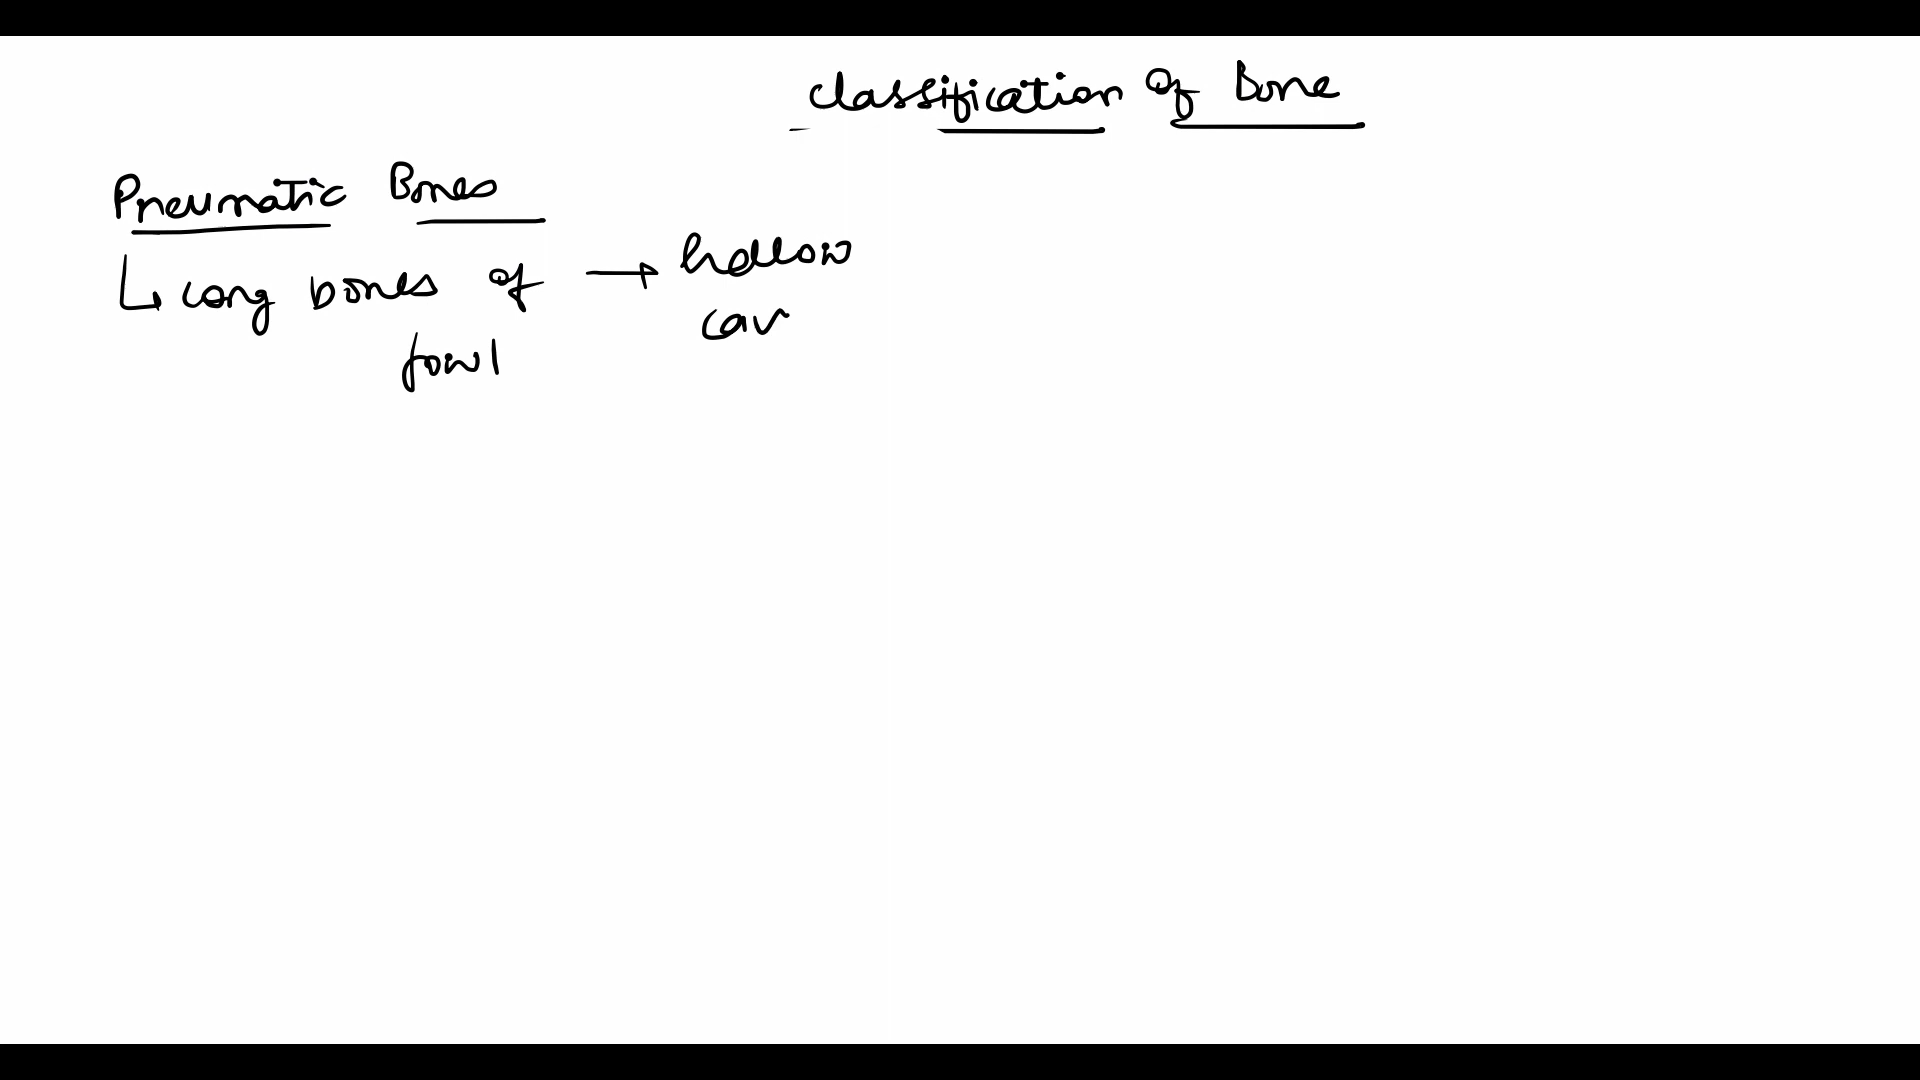 Classification of Bone
Pneumatic Bones
Long bones of → hollow
fowl cav